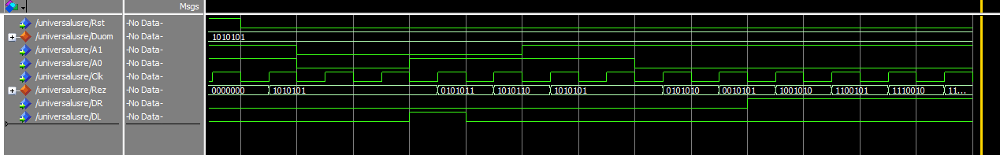 Msgs
/universalusre/Rst -No Data-
/universalusre/Duom -No Data- 1010101
/universalusre/A1 -No Data-
/universalusre/A0 -No Data-
/universalusre/Clk -No Data-
/universalusre/Rez -No Data- 0000000 1010101 0101011 1010110 1010101 0101010 0010101 1001010 1100101 1110010 11...
/universalusre/DR -No Data-
/universalusre/DL -No Data-